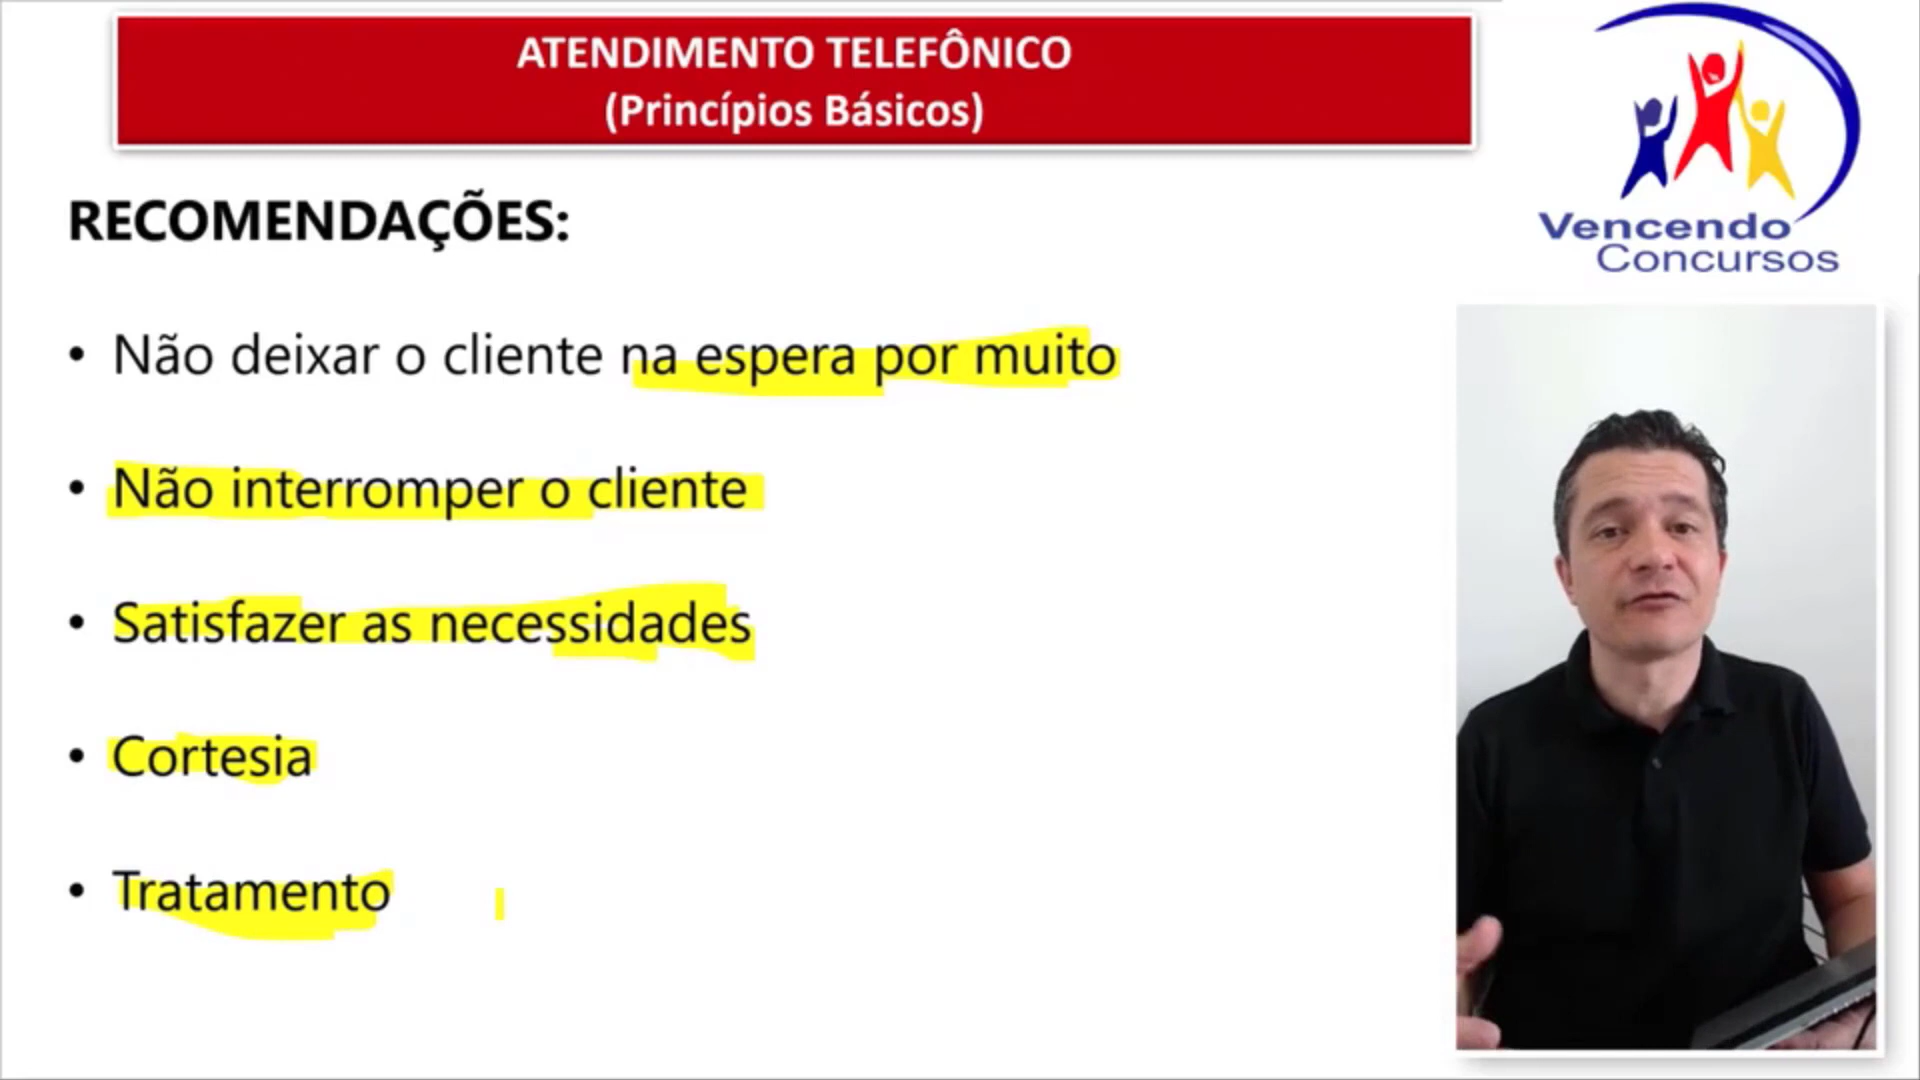 ATENDIMENTO TELEFÔNICO
(Princípios Básicos)
Vencendo
Concursos
RECOMENDAÇÕES:
• Não deixar o cliente na espera por muito
• Não interromper o cliente
• Satisfazer as necessidades
• Cortesia
• Tratamento